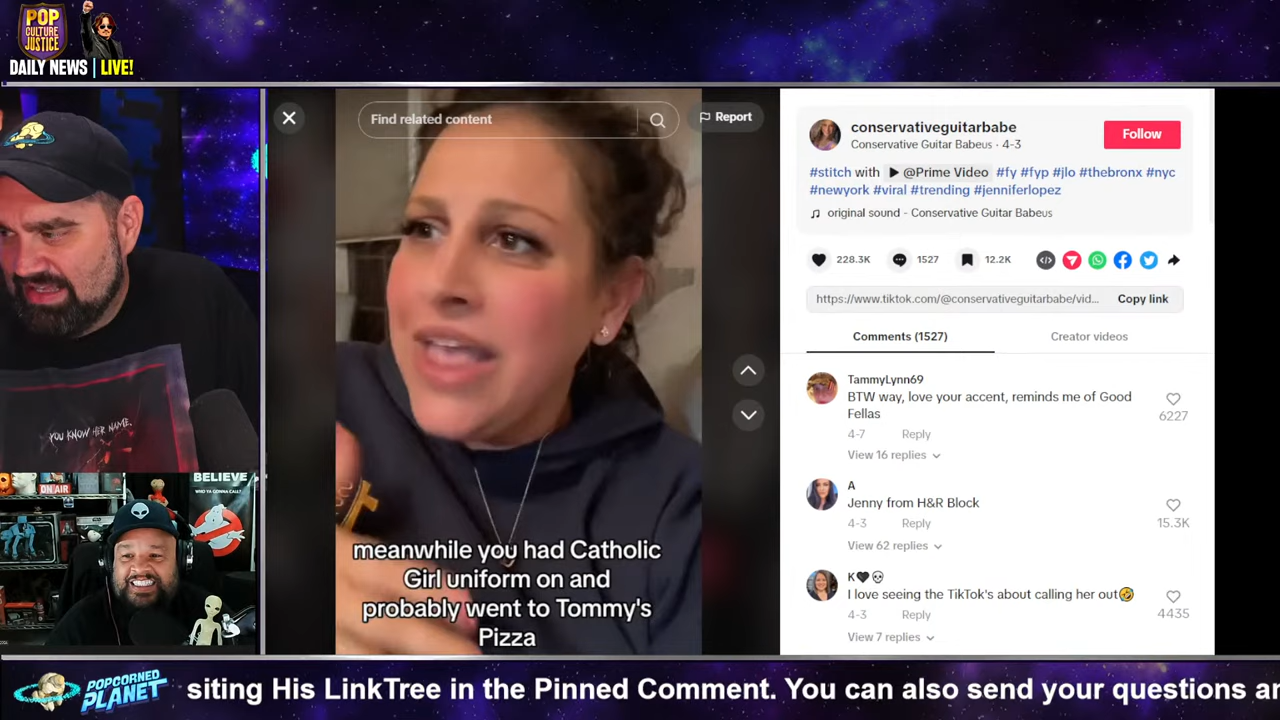 POP
CULTURE
JUSTICE
DAILY NEWS | LIVE!
Find related content
Report
conservativeguitarbabe
Conservative Guitar Babeus · 4-3
Follow
#stitch with @Prime Video #fy #fyp #jlo #thebronx #nyc
#newyork #viral #trending #jenniferlopez
original sound - Conservative Guitar Babeus
228.3K 1527 12.2K
https://www.tiktok.com/@conservativeguitarbabe/vid... Copy link
Comments (1527) Creator videos
TammyLynn69
BTW way, love your accent, reminds me of Good
Fellas
6227
4-7 Reply
View 16 replies
A
Jenny from H&R Block
4-3 Reply
15.3K
View 62 replies
K🖤💀
I love seeing the TikTok's about calling her out🤣
4-3 Reply
4435
View 7 replies
YOU KNOW HER NAME.
ON AIR
BELIEVE
WHO YA GONNA CALL?
meanwhile you had Catholic
Girl uniform on and
probably went to Tommy's
Pizza
POPCORNED
PLANET
siting His LinkTree in the Pinned Comment. You can also send your questions an